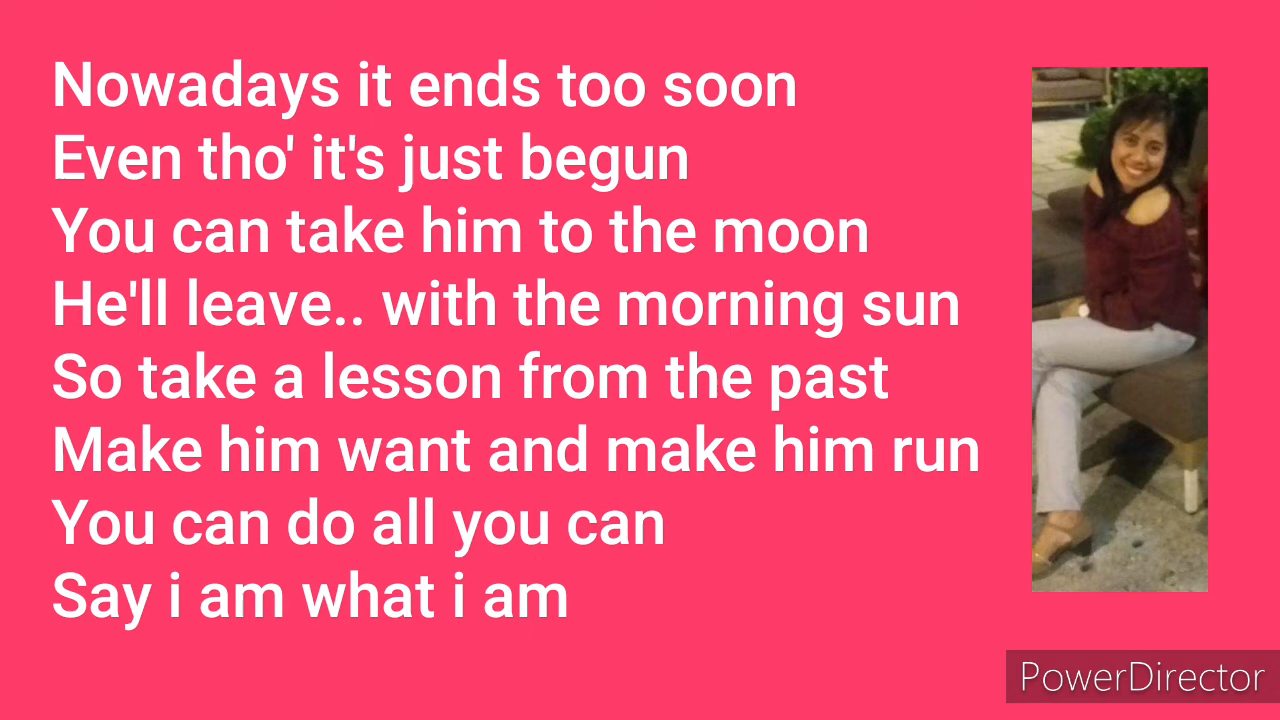 Nowadays it ends too soon
Even tho' it's just begun
You can take him to the moon
He'll leave.. with the morning sun
So take a lesson from the past
Make him want and make him run
You can do all you can
Say i am what i am
PowerDirector